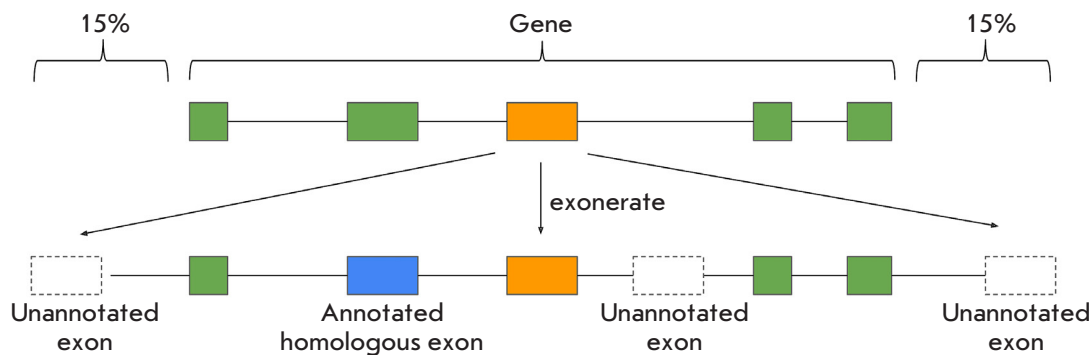 15%
Gene
15%
exonerate
Unannotated
exon
Annotated
homologous exon
Unannotated
exon
Unannotated
exon